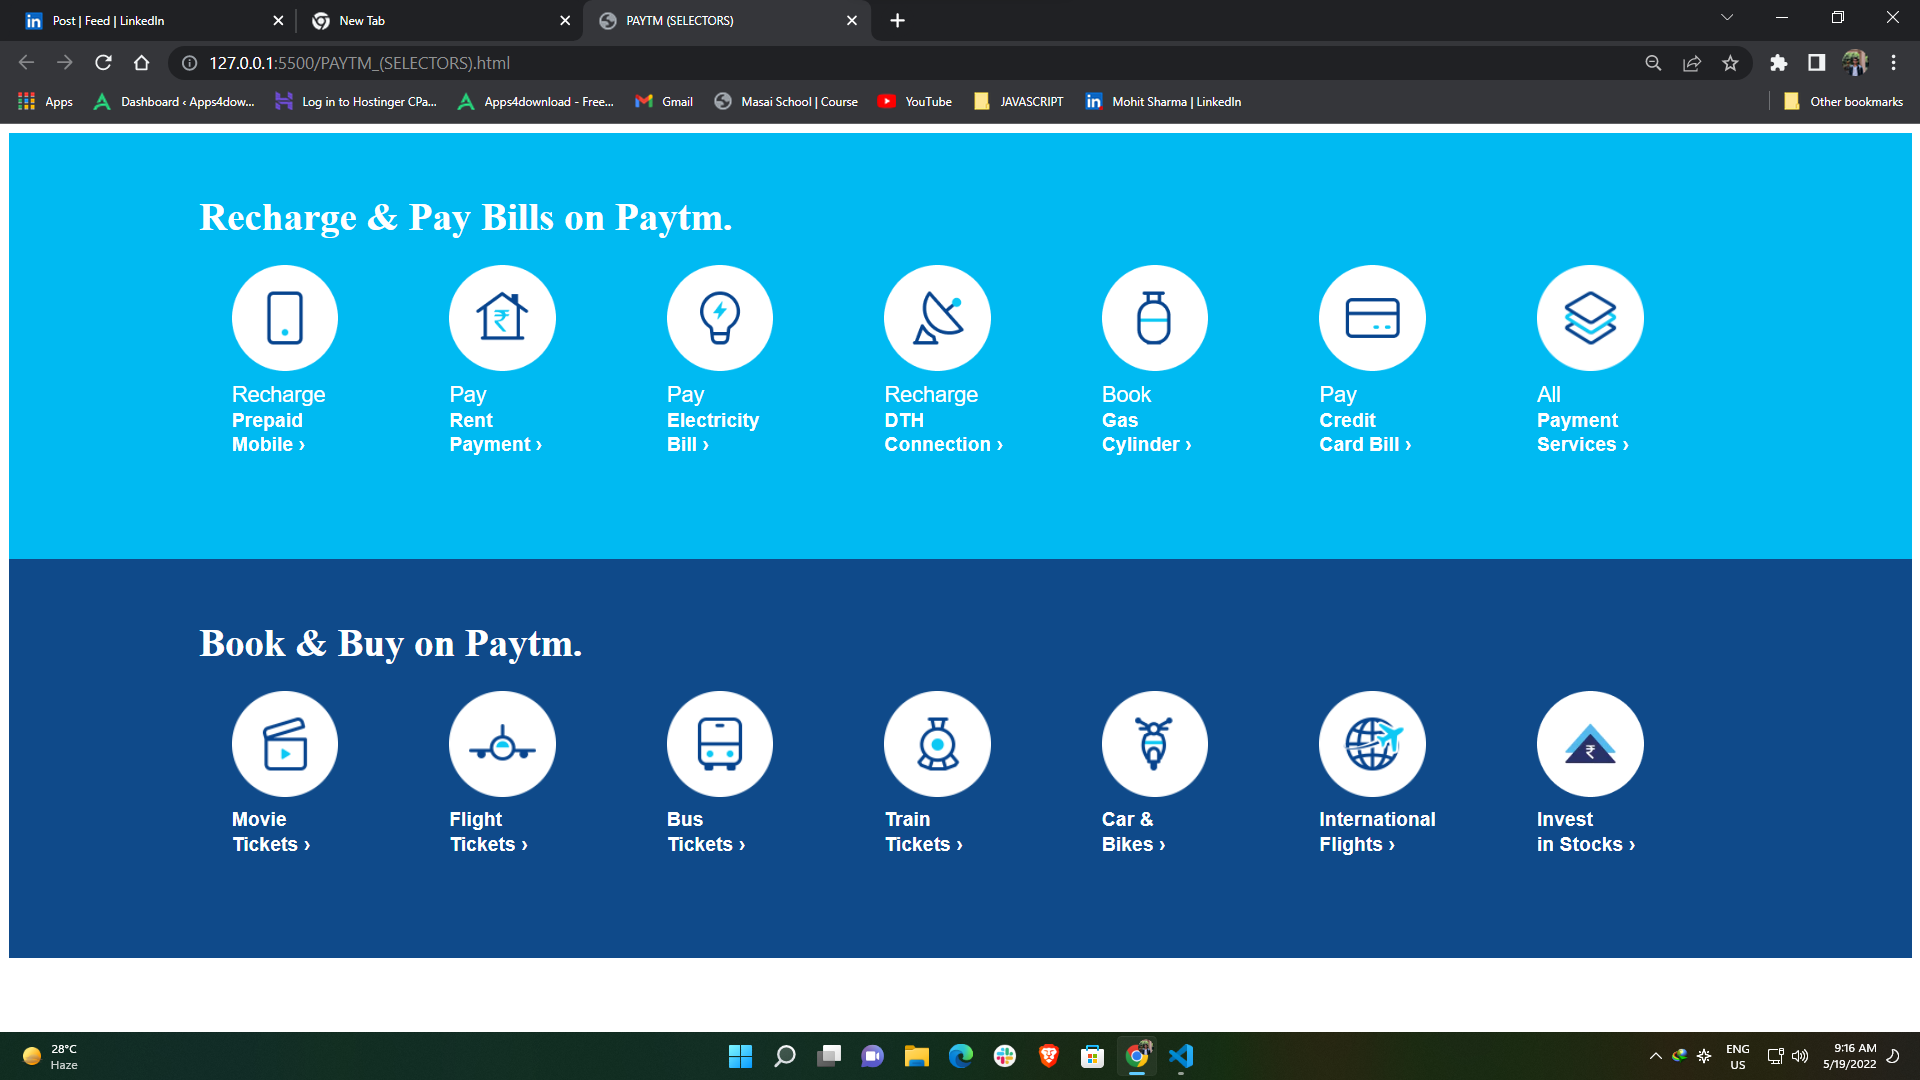 Post | Feed | LinkedIn
New Tab
PAYTM (SELECTORS)
127.0.0.1:5500/PAYTM_(SELECTORS).html
Apps
Dashboard ‹ Apps4dow...
Log in to Hostinger CPa...
Apps4download - Free...
Gmail
Masai School | Course
YouTube
JAVASCRIPT
Mohit Sharma | LinkedIn
Other bookmarks
Recharge & Pay Bills on Paytm.
Recharge
Prepaid
Mobile ›
Pay
Rent
Payment ›
Pay
Electricity
Bill ›
Recharge
DTH
Connection ›
Book
Gas
Cylinder ›
Pay
Credit
Card Bill ›
All
Payment
Services ›
Book & Buy on Paytm.
Movie
Tickets ›
Flight
Tickets ›
Bus
Tickets ›
Train
Tickets ›
Car &
Bikes ›
International
Flights ›
Invest
in Stocks ›
28°C
Haze
ENG
US
9:16 AM
5/19/2022